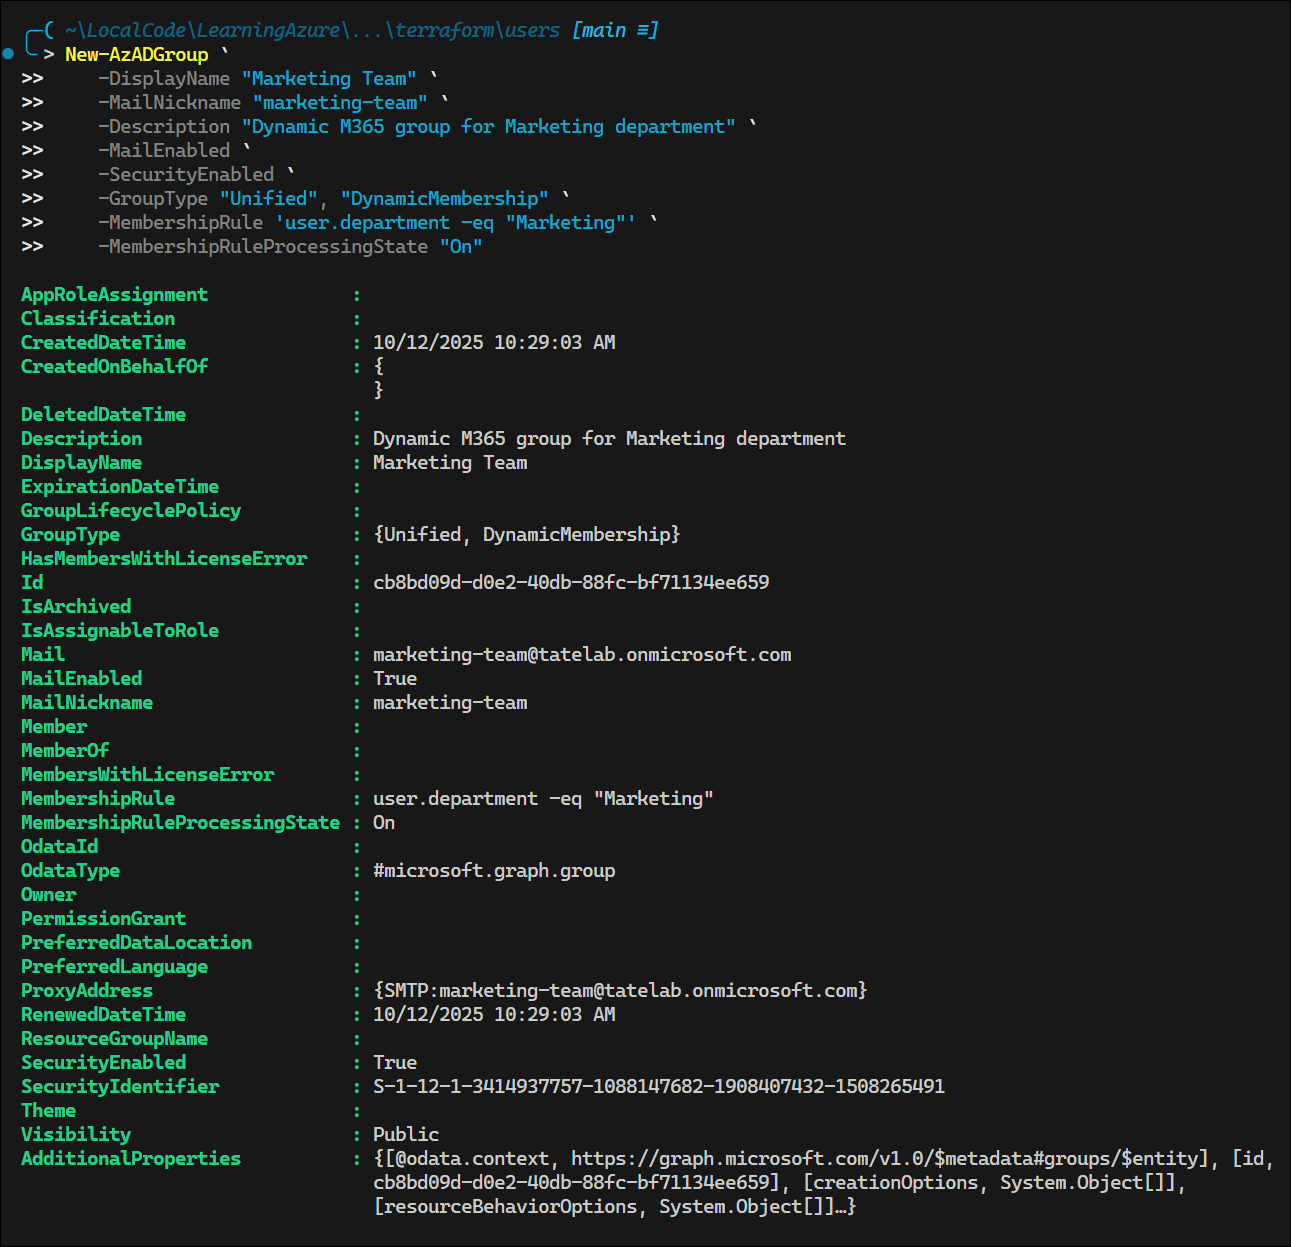 ~\LocalCode\LearningAzure\...\terraform\users [main ≡]
> New-AzADGroup `
>>     -DisplayName "Marketing Team" `
>>     -MailNickname "marketing-team" `
>>     -Description "Dynamic M365 group for Marketing department" `
>>     -MailEnabled `
>>     -SecurityEnabled `
>>     -GroupType "Unified", "DynamicMembership" `
>>     -MembershipRule 'user.department -eq "Marketing"' `
>>     -MembershipRuleProcessingState "On"
AppRoleAssignment             :
Classification                :
CreatedDateTime               : 10/12/2025 10:29:03 AM
CreatedOnBehalfOf             : {
                                }
DeletedDateTime               :
Description                   : Dynamic M365 group for Marketing department
DisplayName                   : Marketing Team
ExpirationDateTime            :
GroupLifecyclePolicy          :
GroupType                     : {Unified, DynamicMembership}
HasMembersWithLicenseError    :
Id                            : cb8bd09d-d0e2-40db-88fc-bf71134ee659
IsArchived                    :
IsAssignableToRole            :
Mail                          : marketing-team@tatelab.onmicrosoft.com
MailEnabled                   : True
MailNickname                  : marketing-team
Member                        :
MemberOf                      :
MembersWithLicenseError       :
MembershipRule                : user.department -eq "Marketing"
MembershipRuleProcessingState : On
OdataId                       :
OdataType                     : #microsoft.graph.group
Owner                         :
PermissionGrant               :
PreferredDataLocation         :
PreferredLanguage             :
ProxyAddress                  : {SMTP:marketing-team@tatelab.onmicrosoft.com}
RenewedDateTime               : 10/12/2025 10:29:03 AM
ResourceGroupName             :
SecurityEnabled               : True
SecurityIdentifier            : S-1-12-1-3414937757-1088147682-1908407432-1508265491
Theme                         :
Visibility                    : Public
AdditionalProperties          : {[@odata.context, https://graph.microsoft.com/v1.0/$metadata#groups/$entity], [id,
                                cb8bd09d-d0e2-40db-88fc-bf71134ee659], [creationOptions, System.Object[]],
                                [resourceBehaviorOptions, System.Object[]]…}